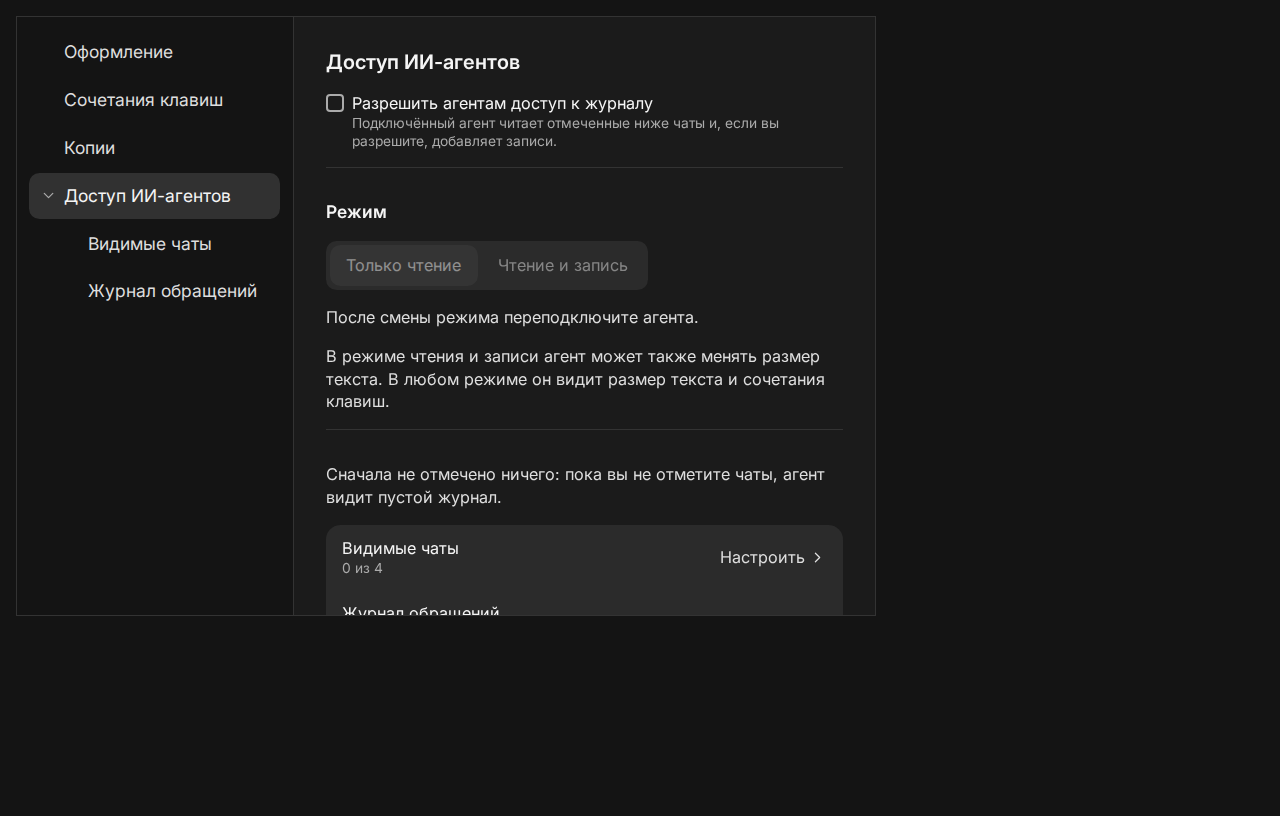 Оформление
Сочетания клавиш
Копии
Доступ ИИ-агентов
Видимые чаты
Журнал обращений
Доступ ИИ-агентов
Разрешить агентам доступ к журналу
Подключённый агент читает отмеченные ниже чаты и, если вы
разрешите, добавляет записи.
Режим
Только чтение
Чтение и запись
После смены режима переподключите агента.
В режиме чтения и записи агент может также менять размер
текста. В любом режиме он видит размер текста и сочетания
клавиш.
Сначала не отмечено ничего: пока вы не отметите чаты, агент
видит пустой журнал.
Видимые чаты
0 из 4
Настроить
Журнал обращений